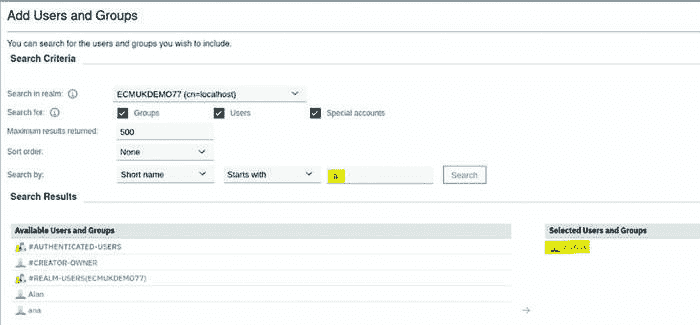 Add Users and Groups
You can search for the users and groups you wish to include.
Search Criteria
Search in realm: ECMUKDEMO77 (cn=localhost)
Search for: Groups Users Special accounts
Maximum results returned: 500
Sort order: None
Search by: Short name Starts with a Search
Search Results
Available Users and Groups Selected Users and Groups
#AUTHENTICATED-USERS
#CREATOR-OWNER
#REALM-USERS(ECMUKDEMO77)
Alan
ana